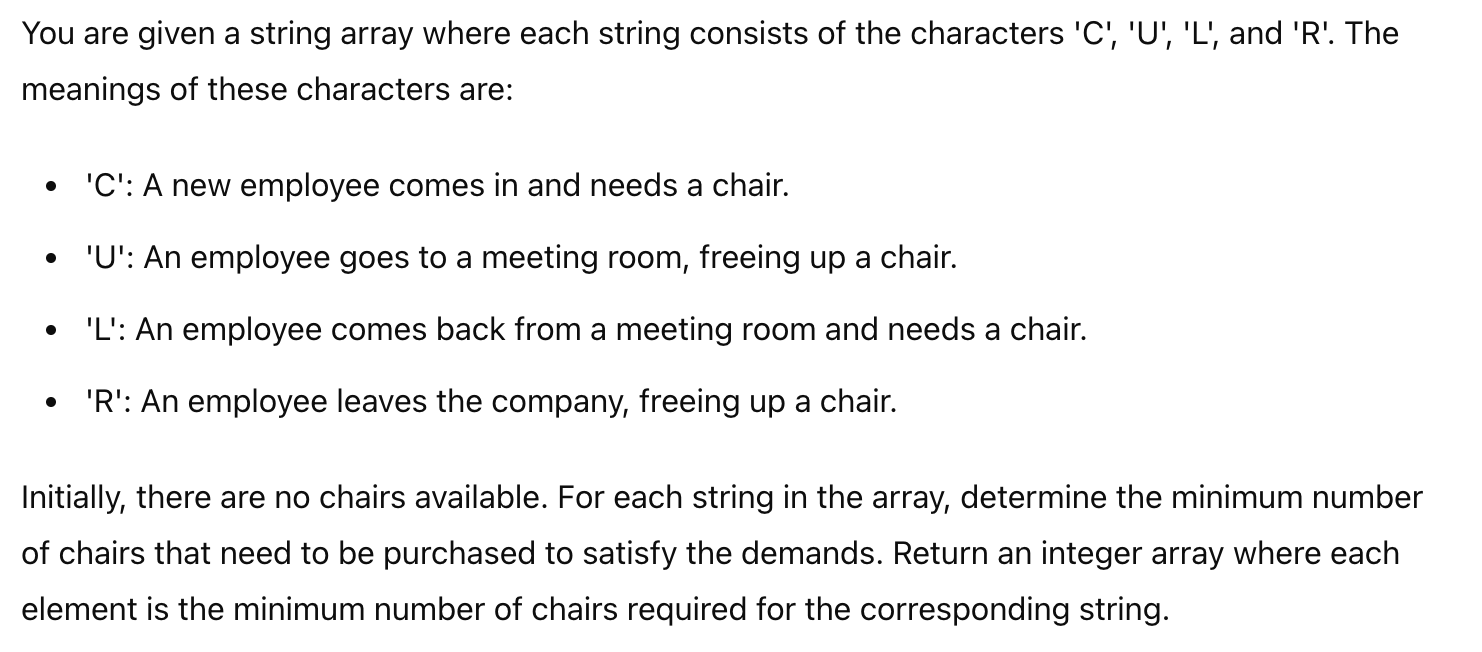 You are given a string array where each string consists of the characters 'C', 'U', 'L', and 'R'. The
meanings of these characters are:
• 'C': A new employee comes in and needs a chair.
• 'U': An employee goes to a meeting room, freeing up a chair.
• 'L': An employee comes back from a meeting room and needs a chair.
• 'R': An employee leaves the company, freeing up a chair.
Initially, there are no chairs available. For each string in the array, determine the minimum number
of chairs that need to be purchased to satisfy the demands. Return an integer array where each
element is the minimum number of chairs required for the corresponding string.